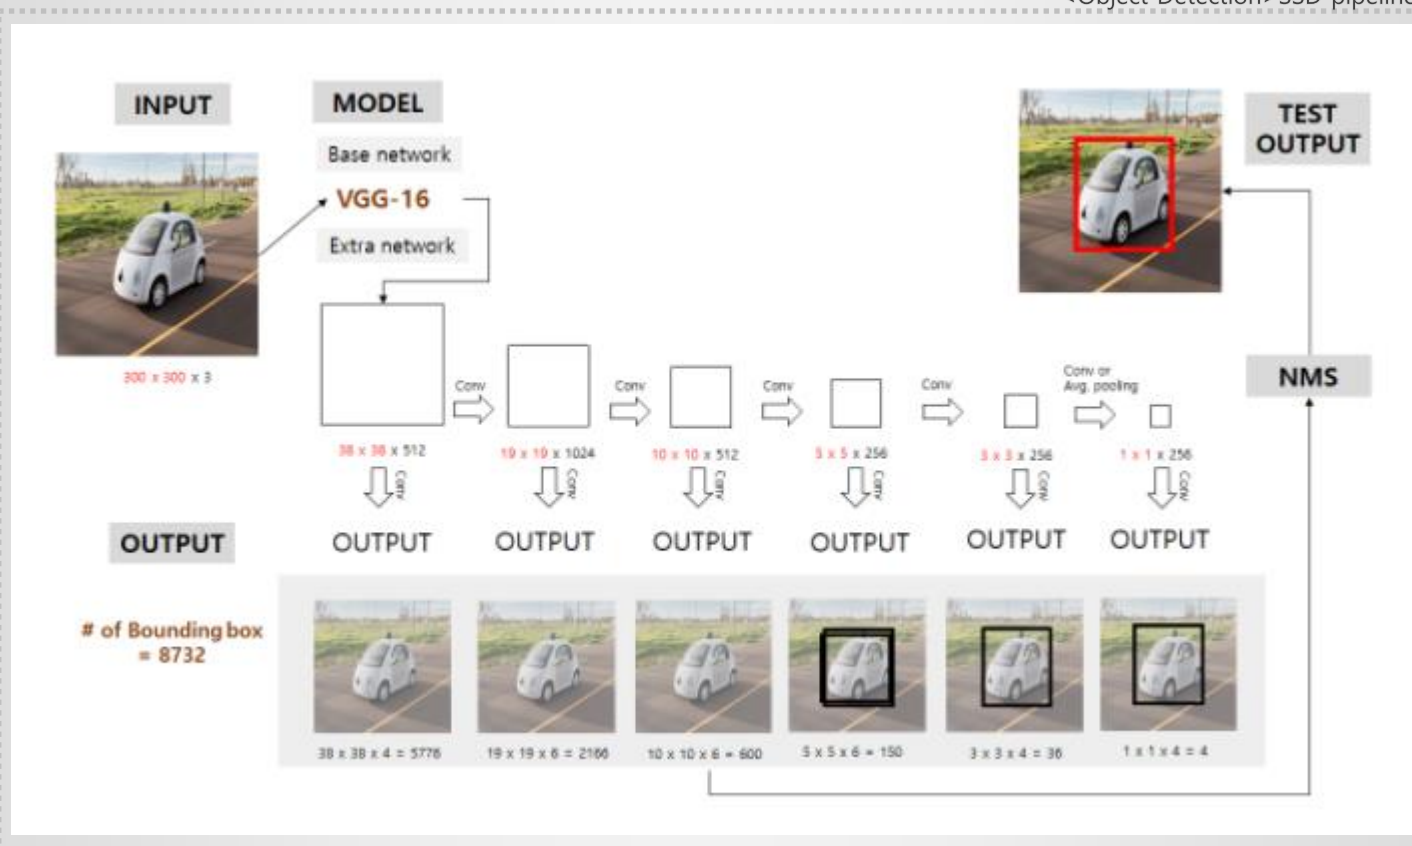 <Object Detection> SSD pipeline
INPUT
MODEL
Base network
VGG-16
Extra network
300 x 300 x 3
TEST
OUTPUT
NMS
Conv
Conv
Conv
Conv
Conv or
Avg. pooling
38 x 38 x 512
19 x 19 x 1024
10 x 10 x 512
5 x 5 x 256
3 x 3 x 256
1 x 1 x 256
Conv
Conv
Conv
Conv
Conv
Conv
OUTPUT
OUTPUT
OUTPUT
OUTPUT
OUTPUT
OUTPUT
OUTPUT
# of Bounding box
= 8732
38 x 38 x 4 = 5776
19 x 19 x 6 = 2166
10 x 10 x 6 = 600
5 x 5 x 6 = 150
3 x 3 x 4 = 36
1 x 1 x 4 = 4